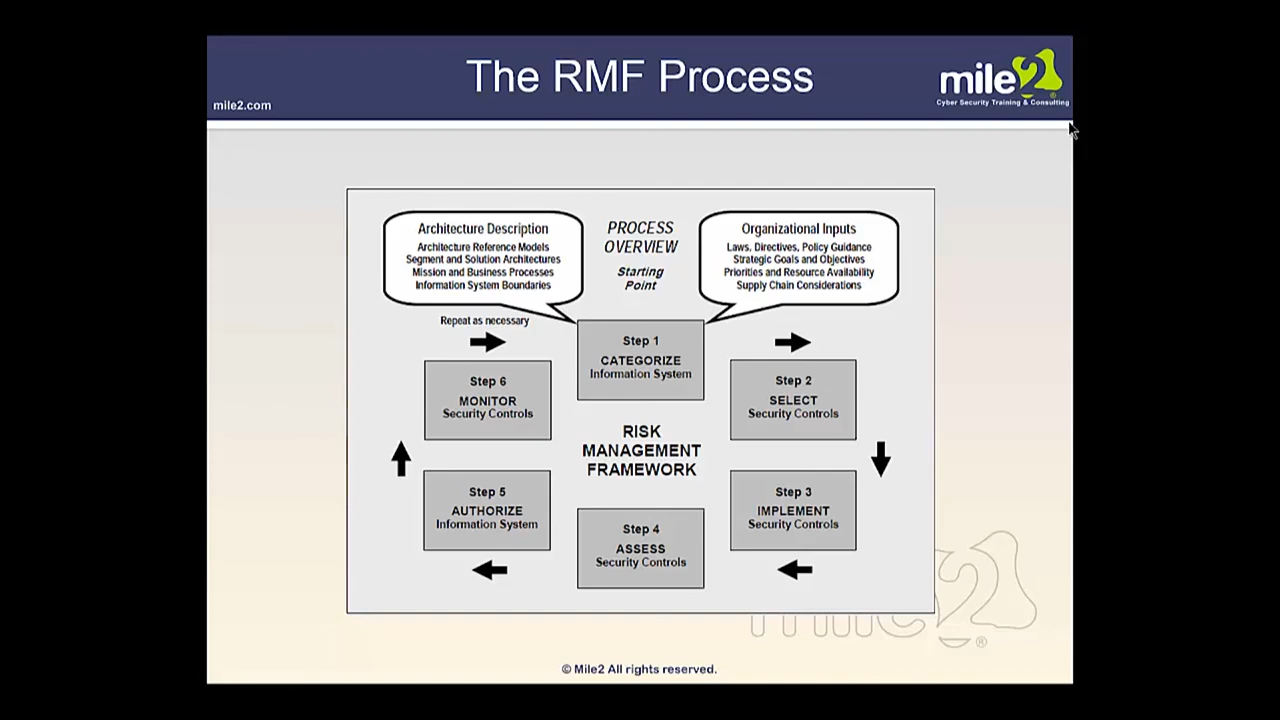 The RMF Process
mile2
Cyber Security Training & Consulting
mile2.com
Architecture Description
Architecture Reference Models
Segment and Solution Architectures
Mission and Business Processes
Information System Boundaries
PROCESS
OVERVIEW
Starting
Point
Organizational Inputs
Laws, Directives, Policy Guidance
Strategic Goals and Objectives
Priorities and Resource Availability
Supply Chain Considerations
Repeat as necessary
Step 1
CATEGORIZE
Information System
Step 2
SELECT
Security Controls
Step 6
MONITOR
Security Controls
RISK
MANAGEMENT
FRAMEWORK
Step 3
IMPLEMENT
Security Controls
Step 5
AUTHORIZE
Information System
Step 4
ASSESS
Security Controls
mile2®
© Mile2 All rights reserved.